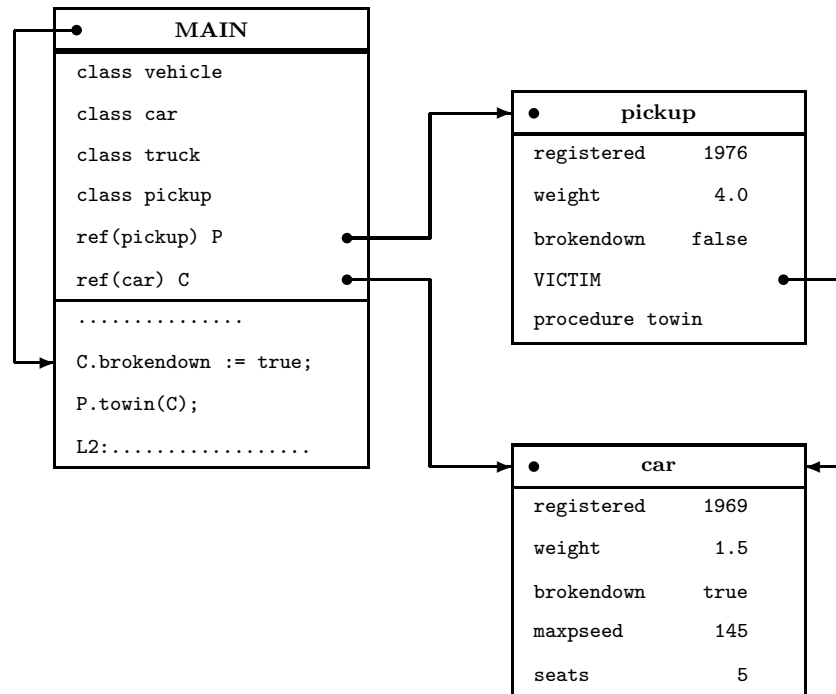 MAIN
class vehicle
class car
class truck
class pickup
ref(pickup) P
ref(car) C
...............
C.brokendown := true;
P.towin(C);
L2:..................
pickup
registered 1976
weight 4.0
brokendown false
VICTIM
procedure towin
car
registered 1969
weight 1.5
brokendown true
maxpseed 145
seats 5